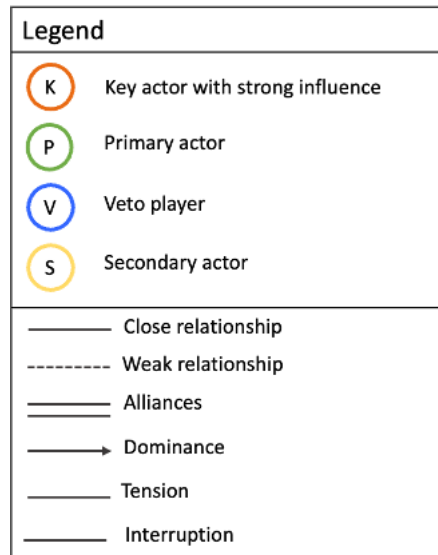 Legend
K Key actor with strong influence
P Primary actor
V Veto player
S Secondary actor
Close relationship
Weak relationship
Alliances
Dominance
Tension
Interruption